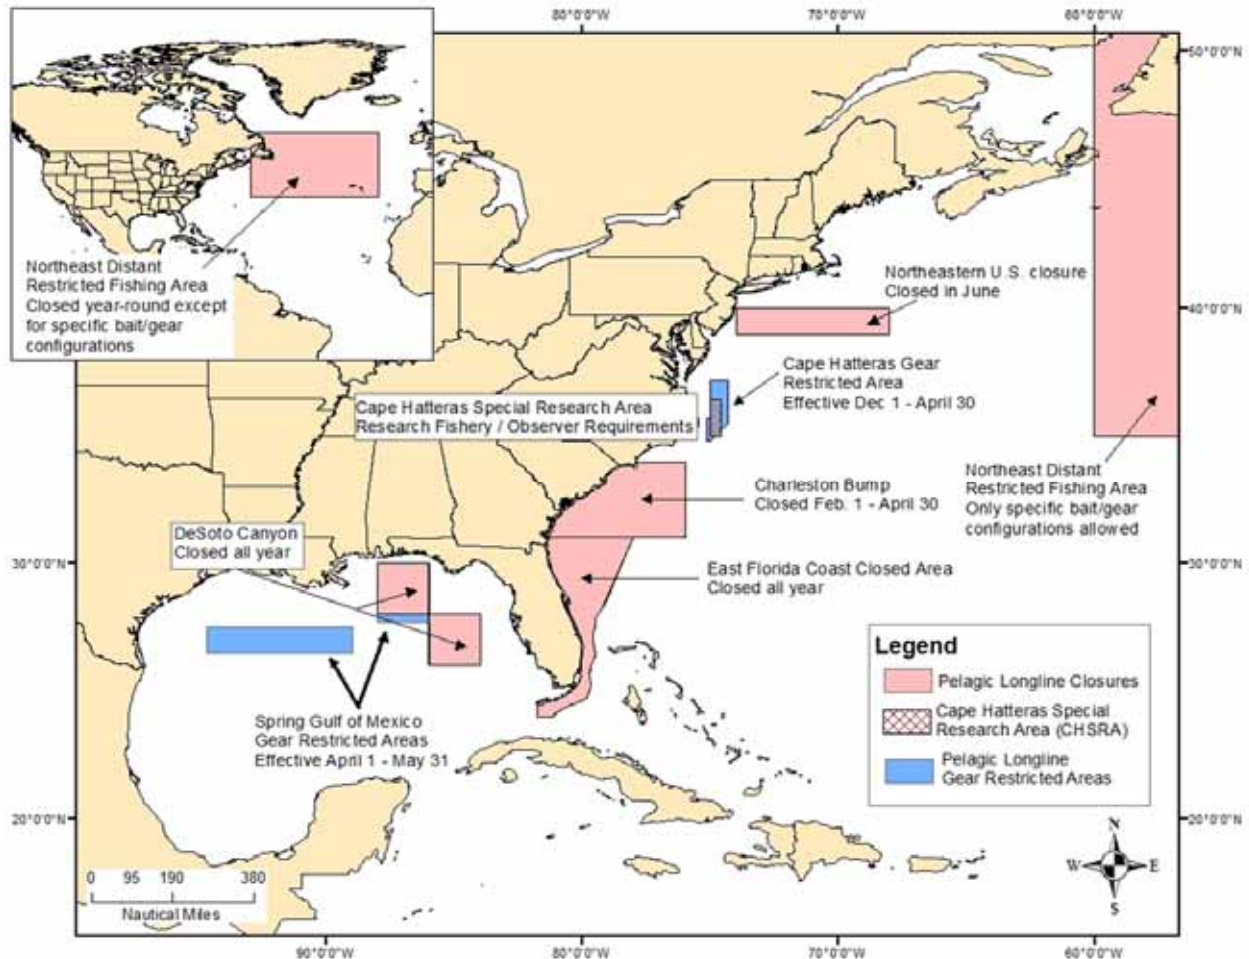 80°0'0"W
70°0'0"W
60°0'0"W
50°0'0"N
Northeast Distant
Restricted Fishing Area
Closed year-round except
for specific bait/gear
configurations
Northeastern U.S. closure
Closed in June
40°0'0"N
Cape Hatteras Gear
Restricted Area
Effective Dec 1 - April 30
Cape Hatteras Special Research Area
Research Fishery / Observer Requirements
Northeast Distant
Restricted Fishing Area
Only specific bait/gear
configurations allowed
Charleston Bump
Closed Feb. 1 - April 30
DeSoto Canyon
Closed all year
30°0'0"N
30°0'0"N
East Florida Coast Closed Area
Closed all year
Spring Gulf of Mexico
Gear Restricted Areas
Effective April 1 - May 31
Legend
Pelagic Longline Closures
Cape Hatteras Special
Research Area (CHSRA)
Pelagic Longline
Gear Restricted Areas
20°0'0"N
20°0'0"N
N
W
E
S
0 95 190 380
Nautical Miles
90°0'0"W
80°0'0"W
70°0'0"W
60°0'0"W